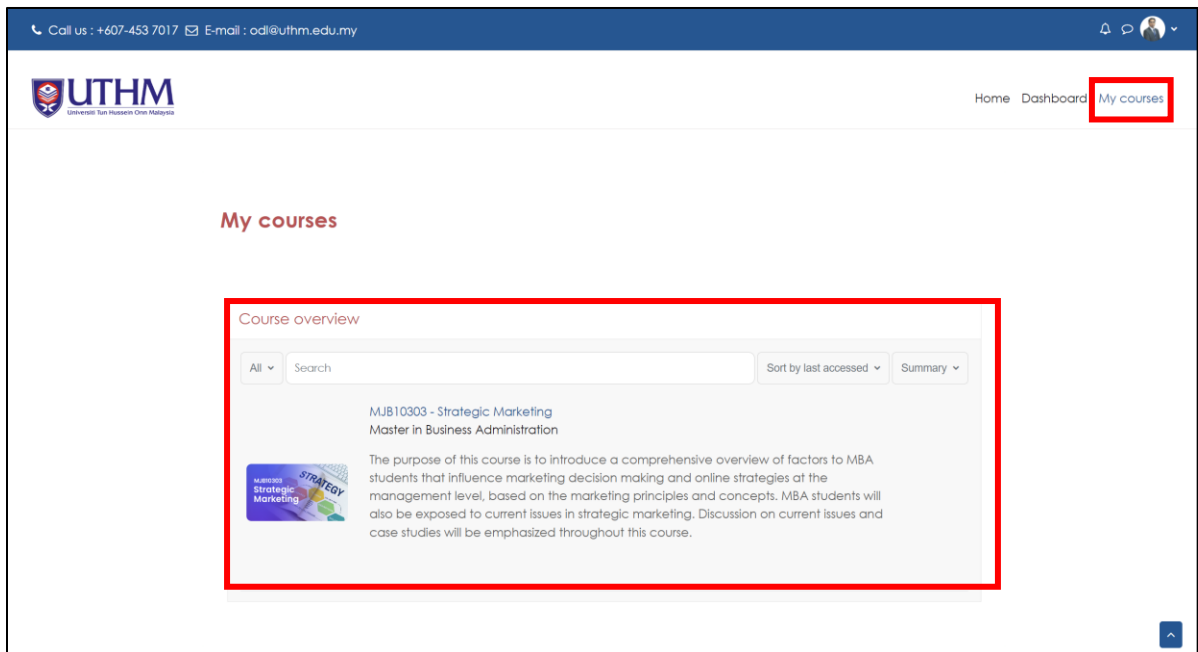 Call us : +607-453 7017 E-mail : odl@uthm.edu.my
UTHM
Universiti Tun Hussein Onn Malaysia
Home Dashboard My courses
My courses
Course overview
All Search Sort by last accessed Summary
MJB10303 - Strategic Marketing
Master in Business Administration
The purpose of this course is to introduce a comprehensive overview of factors to MBA
students that influence marketing decision making and online strategies at the
management level, based on the marketing principles and concepts. MBA students will
also be exposed to current issues in strategic marketing. Discussion on current issues and
case studies will be emphasized throughout this course.
MJB10303
Strategic
Marketing
STRATEGY